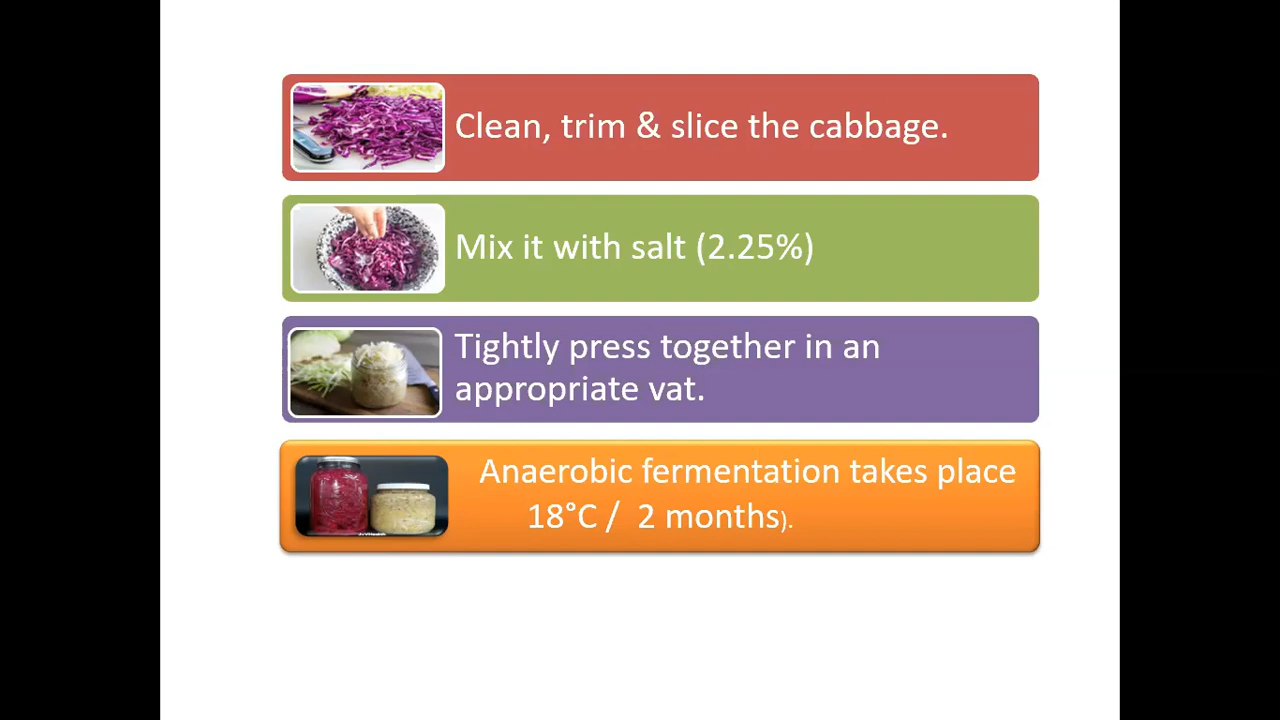 Clean, trim & slice the cabbage.
Mix it with salt (2.25%)
Tightly press together in an
appropriate vat.
Anaerobic fermentation takes place
18°C / 2 months).